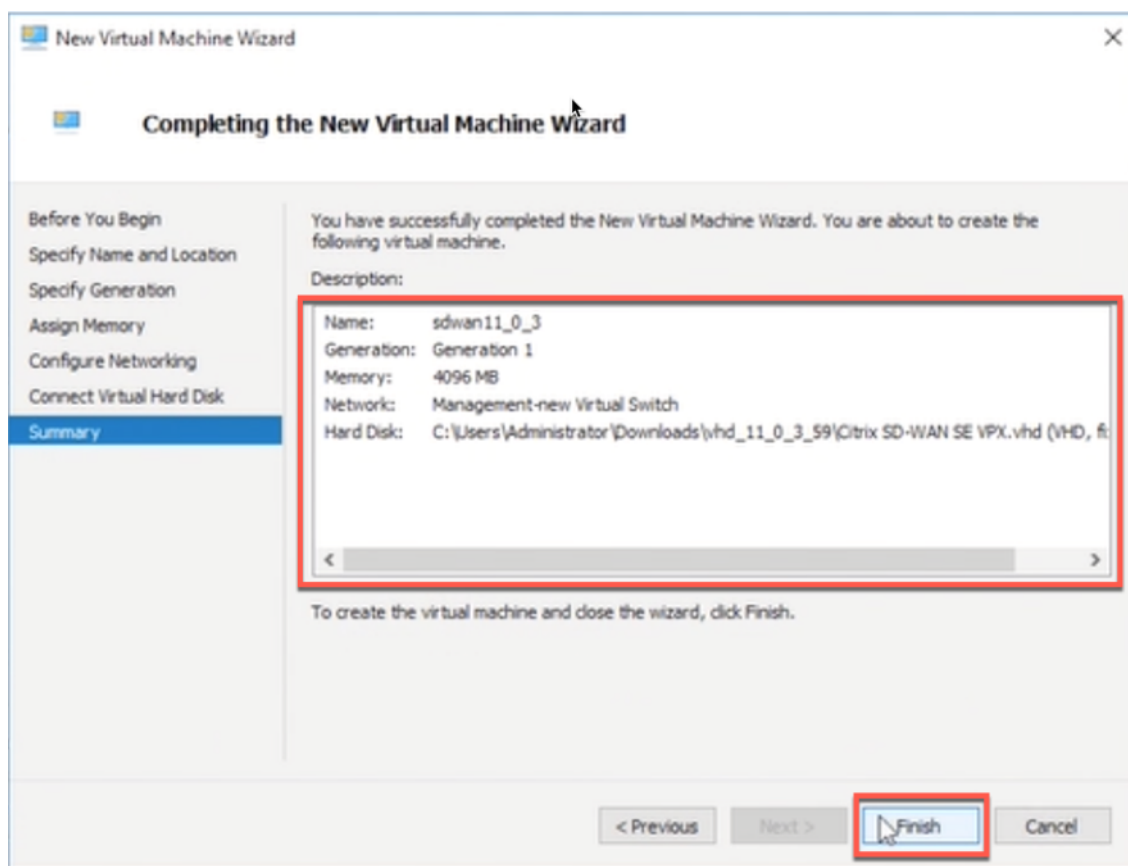 New Virtual Machine Wizard
Completing the New Virtual Machine Wizard
Before You Begin
Specify Name and Location
Specify Generation
Assign Memory
Configure Networking
Connect Virtual Hard Disk
Summary
You have successfully completed the New Virtual Machine Wizard. You are about to create the
following virtual machine.
Description:
Name: sdwan11_0_3
Generation: Generation 1
Memory: 4096 MB
Network: Management-new Virtual Switch
Hard Disk: C:\Users\Administrator\Downloads\vhd_11_0_3_59\Citrix SD-WAN SE VPX.vhd (VHD,
To create the virtual machine and close the wizard, click Finish.
< Previous Next > Finish Cancel